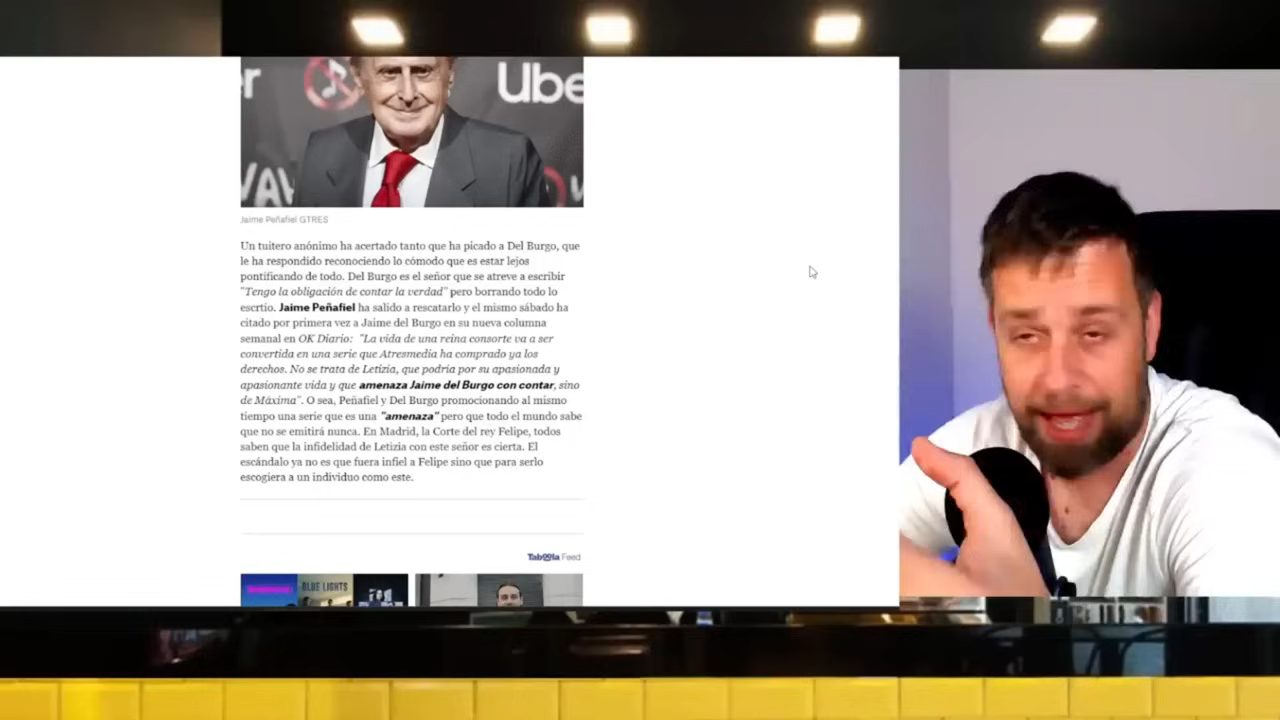 er
Ube
WAV
Jaime Peñafiel GTRES
Un tuitero anónimo ha acertado tanto que ha picado a Del Burgo, que
le ha respondido reconociendo lo cómodo que es estar lejos
pontificando de todo. Del Burgo es el señor que se atreve a escribir
"Tengo la obligación de contar la verdad" pero borrando todo lo
escrtio. Jaime Peñafiel ha salido a rescatarlo y el mismo sábado ha
citado por primera vez a Jaime del Burgo en su nueva columna
semanal en OK Diario: "La vida de una reina consorte va a ser
convertida en una serie que Atresmedia ha comprado ya los
derechos. No se trata de Letizia, que podría por su apasionada y
apasionante vida y que amenaza Jaime del Burgo con contar, sino
de Máxima". O sea, Peñafiel y Del Burgo promocionando al mismo
tiempo una serie que es una "amenaza" pero que todo el mundo sabe
que no se emitirá nunca. En Madrid, la Corte del rey Felipe, todos
saben que la infidelidad de Letizia con este señor es cierta. El
escándalo ya no es que fuera infiel a Felipe sino que para serlo
escogiera a un individuo como este.
Taboola Feed
BLUE LIGHTS